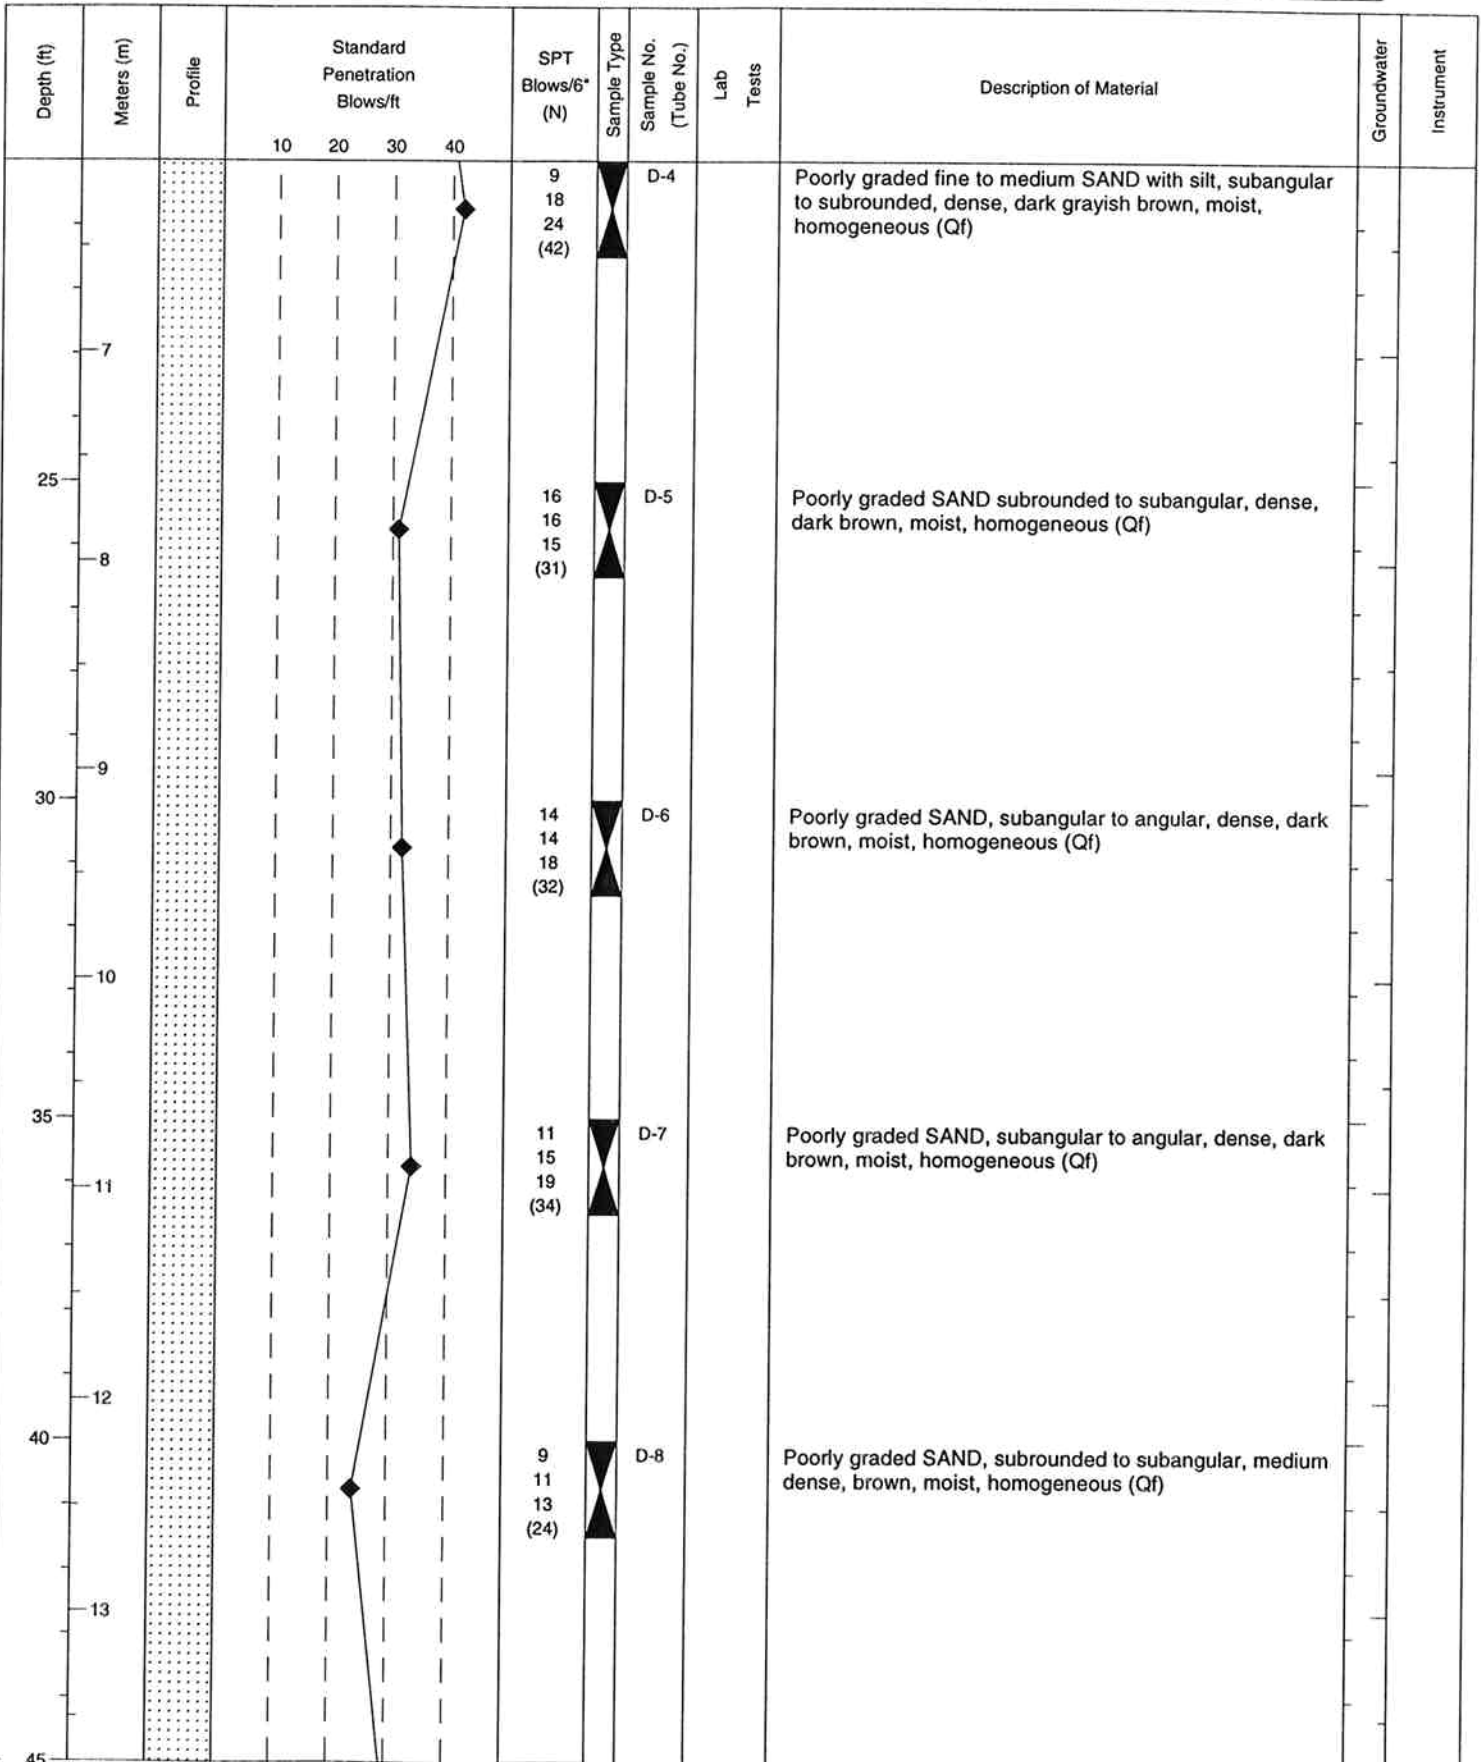 Depth (ft)
Meters (m)
Profile
Standard
Penetration
Blows/ft
10 20 30 40
SPT
Blows/6"
(N)
Sample Type
Sample No.
(Tube No.)
Lab
Tests
Description of Material
Groundwater
Instrument
9
18
24
(42)
D-4
Poorly graded fine to medium SAND with silt, subangular
to subrounded, dense, dark grayish brown, moist,
homogeneous (Qf)
7
25
16
16
15
(31)
D-5
Poorly graded SAND subrounded to subangular, dense,
dark brown, moist, homogeneous (Qf)
8
9
30
14
14
18
(32)
D-6
Poorly graded SAND, subangular to angular, dense, dark
brown, moist, homogeneous (Qf)
10
35
11
15
19
(34)
D-7
Poorly graded SAND, subangular to angular, dense, dark
brown, moist, homogeneous (Qf)
11
12
40
9
11
13
(24)
D-8
Poorly graded SAND, subrounded to subangular, medium
dense, brown, moist, homogeneous (Qf)
13
45